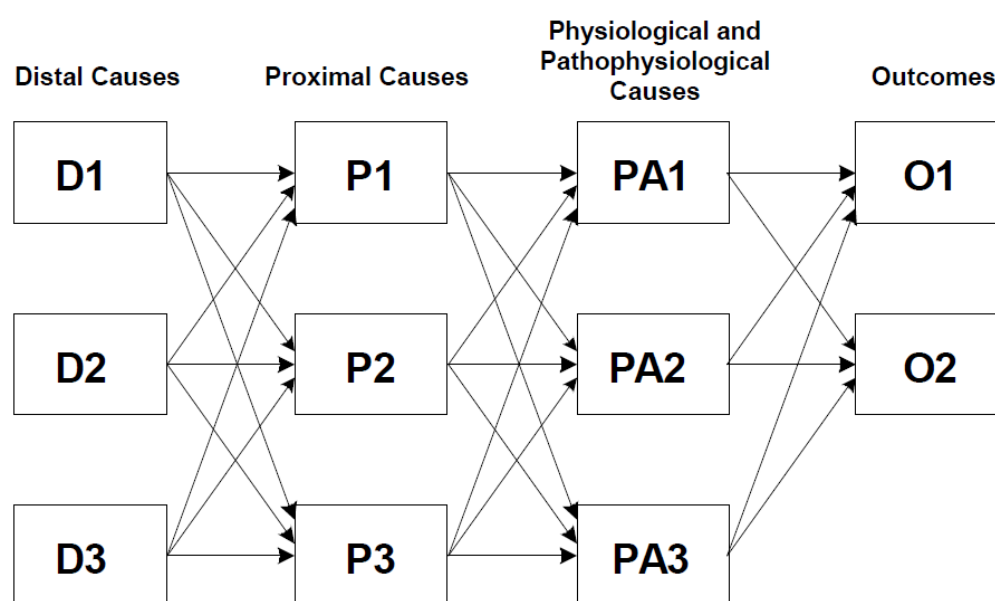 Distal Causes
Proximal Causes
Physiological and
Pathophysiological
Causes
Outcomes
D1
P1
PA1
O1
D2
P2
PA2
O2
D3
P3
PA3